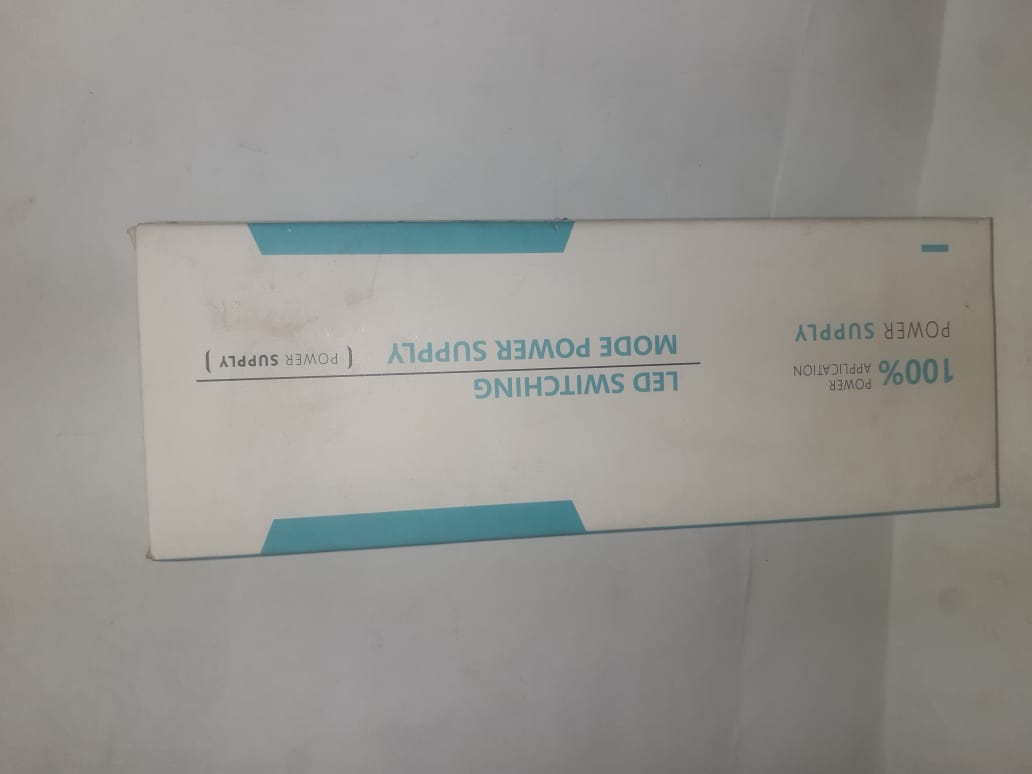 100% POWER
APPLICATION
POWER SUPPLY
LED SWITCHING
MODE POWER SUPPLY
( POWER SUPPLY )